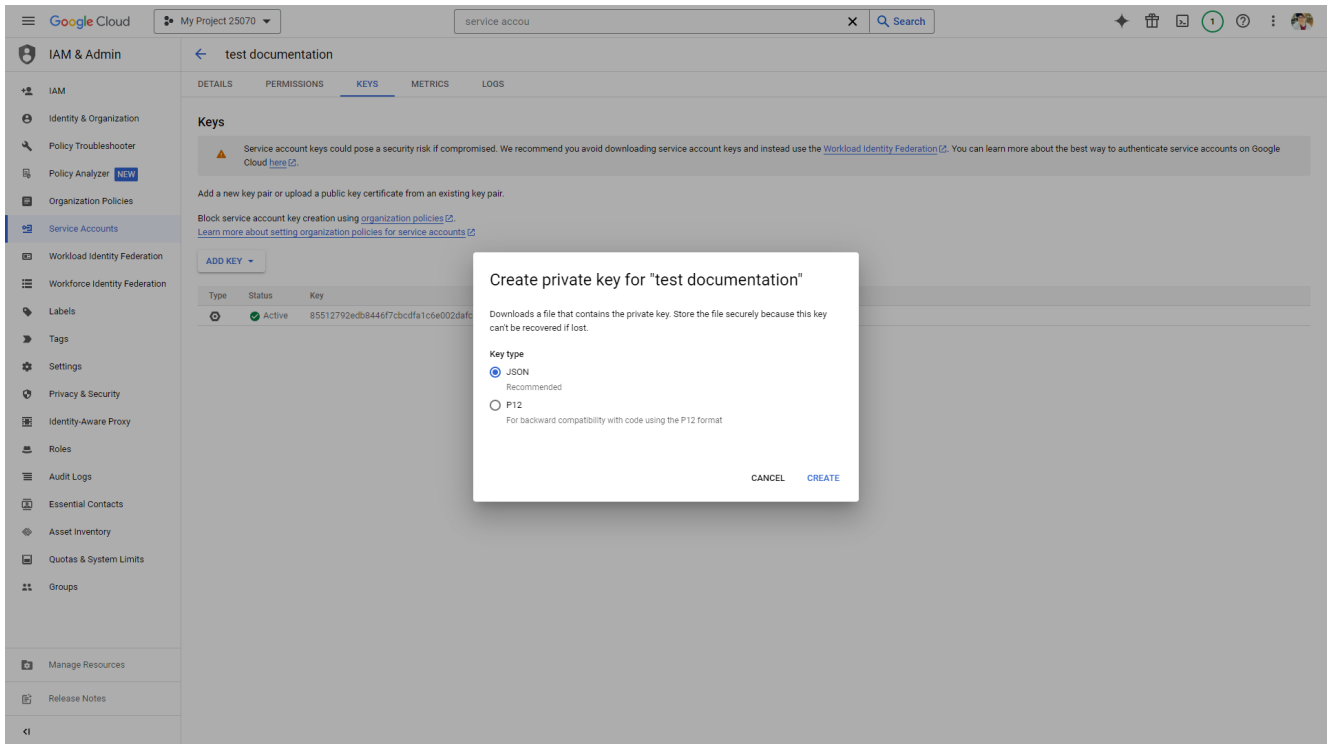 Google Cloud
My Project 25070
service accou
Search
1
IAM & Admin
test documentation
DETAILS PERMISSIONS KEYS METRICS LOGS
IAM
Identity & Organization
Policy Troubleshooter
Policy Analyzer NEW
Organization Policies
Service Accounts
Workload Identity Federation
Workforce Identity Federation
Labels
Tags
Settings
Privacy & Security
Identity-Aware Proxy
Roles
Audit Logs
Essential Contacts
Asset Inventory
Quotas & System Limits
Groups
Manage Resources
Release Notes
Keys
Service account keys could pose a security risk if compromised. We recommend you avoid downloading service account keys and instead use the Workload Identity Federation. You can learn more about the best way to authenticate service accounts on Google
Cloud here.
Add a new key pair or upload a public key certificate from an existing key pair.
Block service account key creation using organization policies.
Learn more about setting organization policies for service accounts
ADD KEY
Type Status Key
Active 85512792edb8446f7cbcdfa1c6e002dafc
Create private key for "test documentation"
Downloads a file that contains the private key. Store the file securely because this key
can't be recovered if lost.
Key type
JSON
Recommended
P12
For backward compatibility with code using the P12 format
CANCEL CREATE